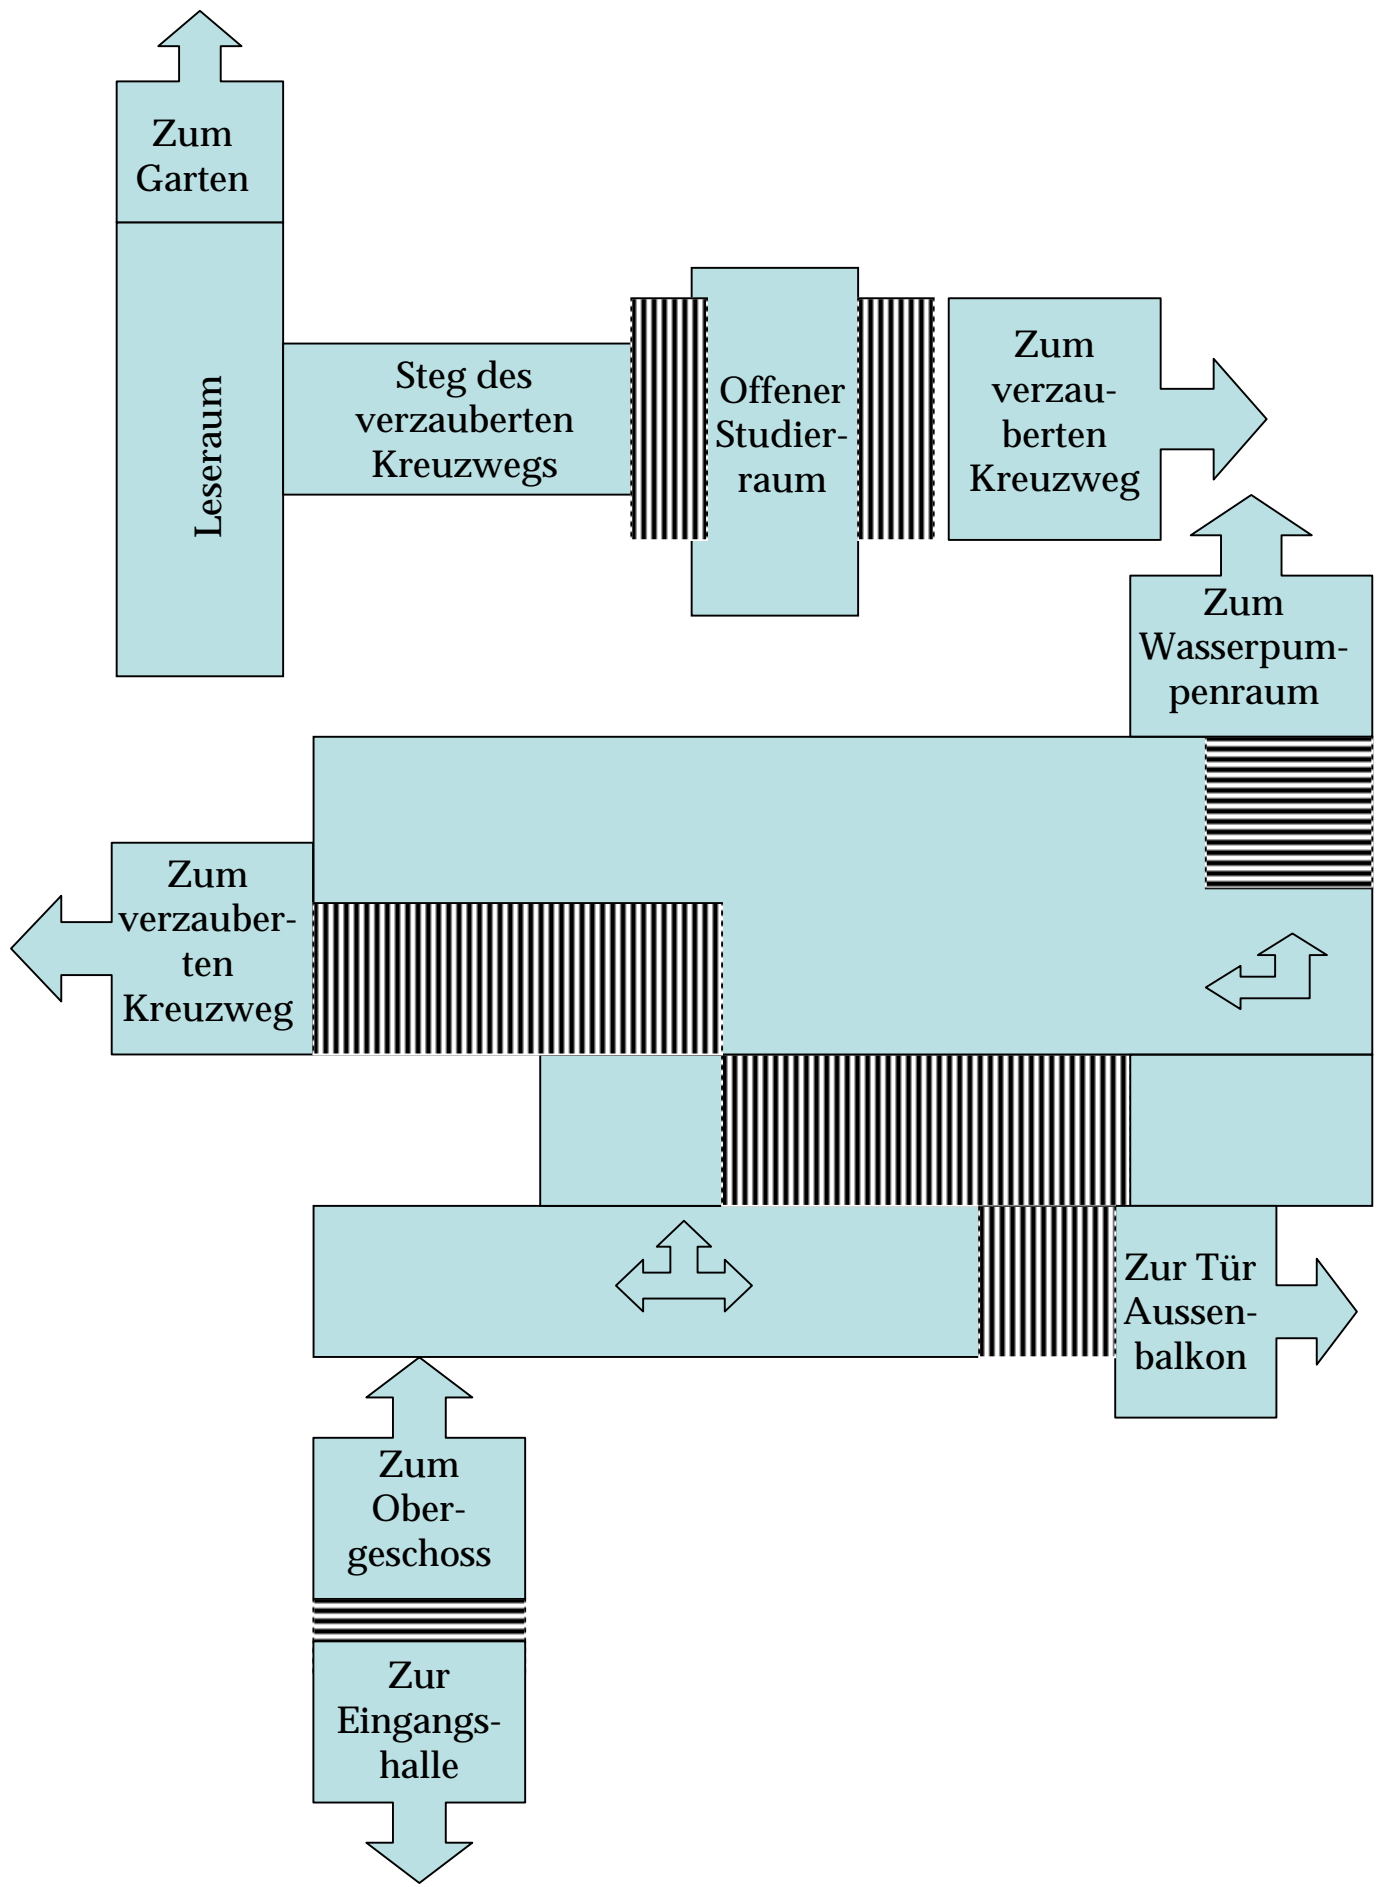 Zum
Garten
Leseraum
Steg des
verzauberten
Kreuzwegs
Offener
Studier-
raum
Zum
verzau-
berten
Kreuzweg
Zum
Wasserpum-
penraum
Zum
verzauber-
ten
Kreuzweg
Zur Tür
Aussen-
balkon
Zum
Ober-
geschoss
Zur
Eingangs-
halle